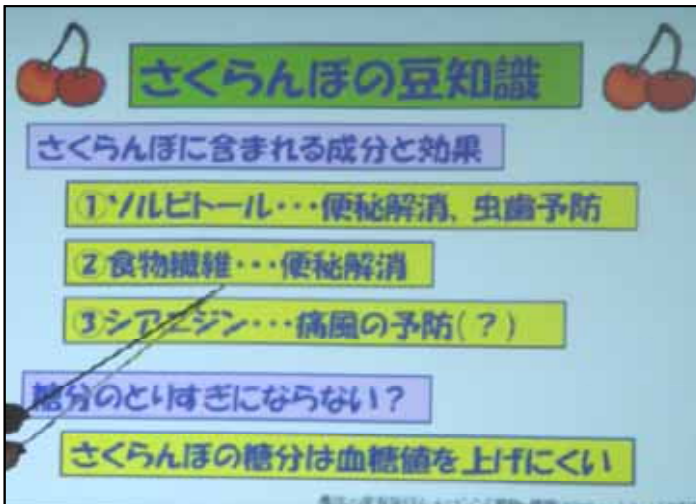 さくらんぼの豆知識
さくらんぼに含まれる成分と効果
①ソルビトール・・・便秘解消、虫歯予防
②食物繊維・・・便秘解消
③シアニジン・・・痛風の予防(?)
糖分のとりすぎにならない?
さくらんぼの糖分は血糖値を上げにくい